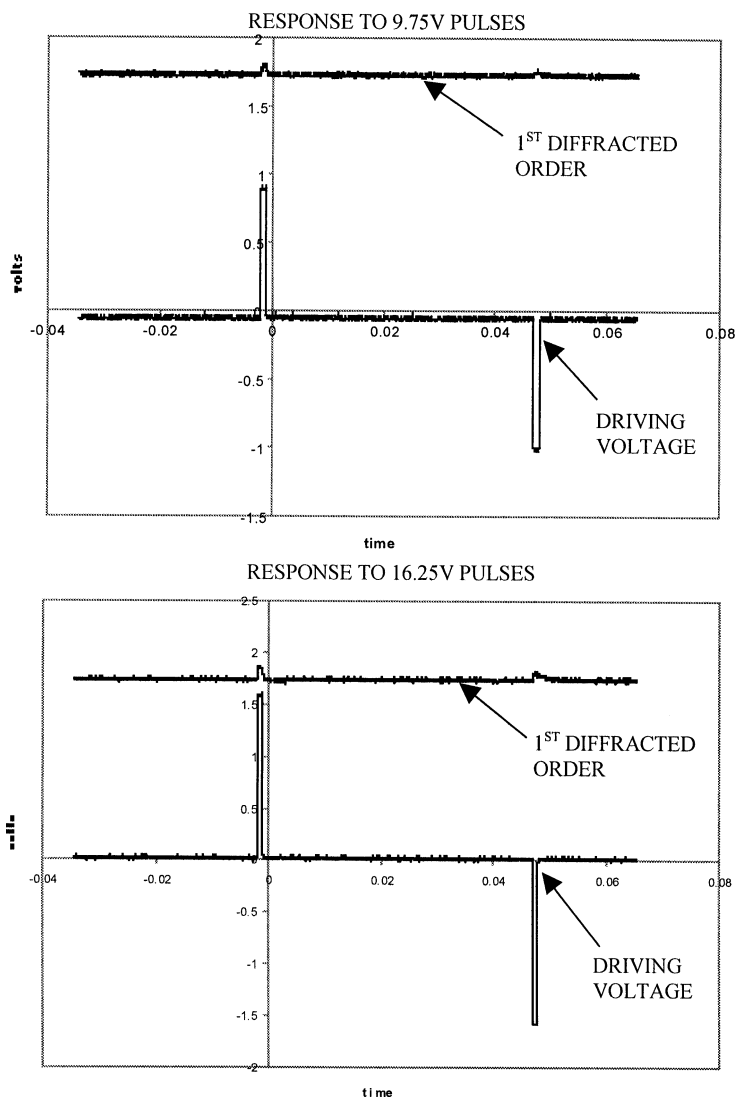 RESPONSE TO 9.75V PULSES
2
1.5
1ST DIFFRACTED
ORDER
1
0.5
volts
0
-0.04
-0.02
0
0.02
0.04
0.06
0.08
-0.5
DRIVING
VOLTAGE
-1
-1.5
time
RESPONSE TO 16.25V PULSES
2.5
2
1.5
1ST DIFFRACTED
ORDER
1
0.5
0
-0.04
-0.02
0
0.02
0.04
0.06
0.08
-0.5
DRIVING
VOLTAGE
-1
-1.5
-2
time